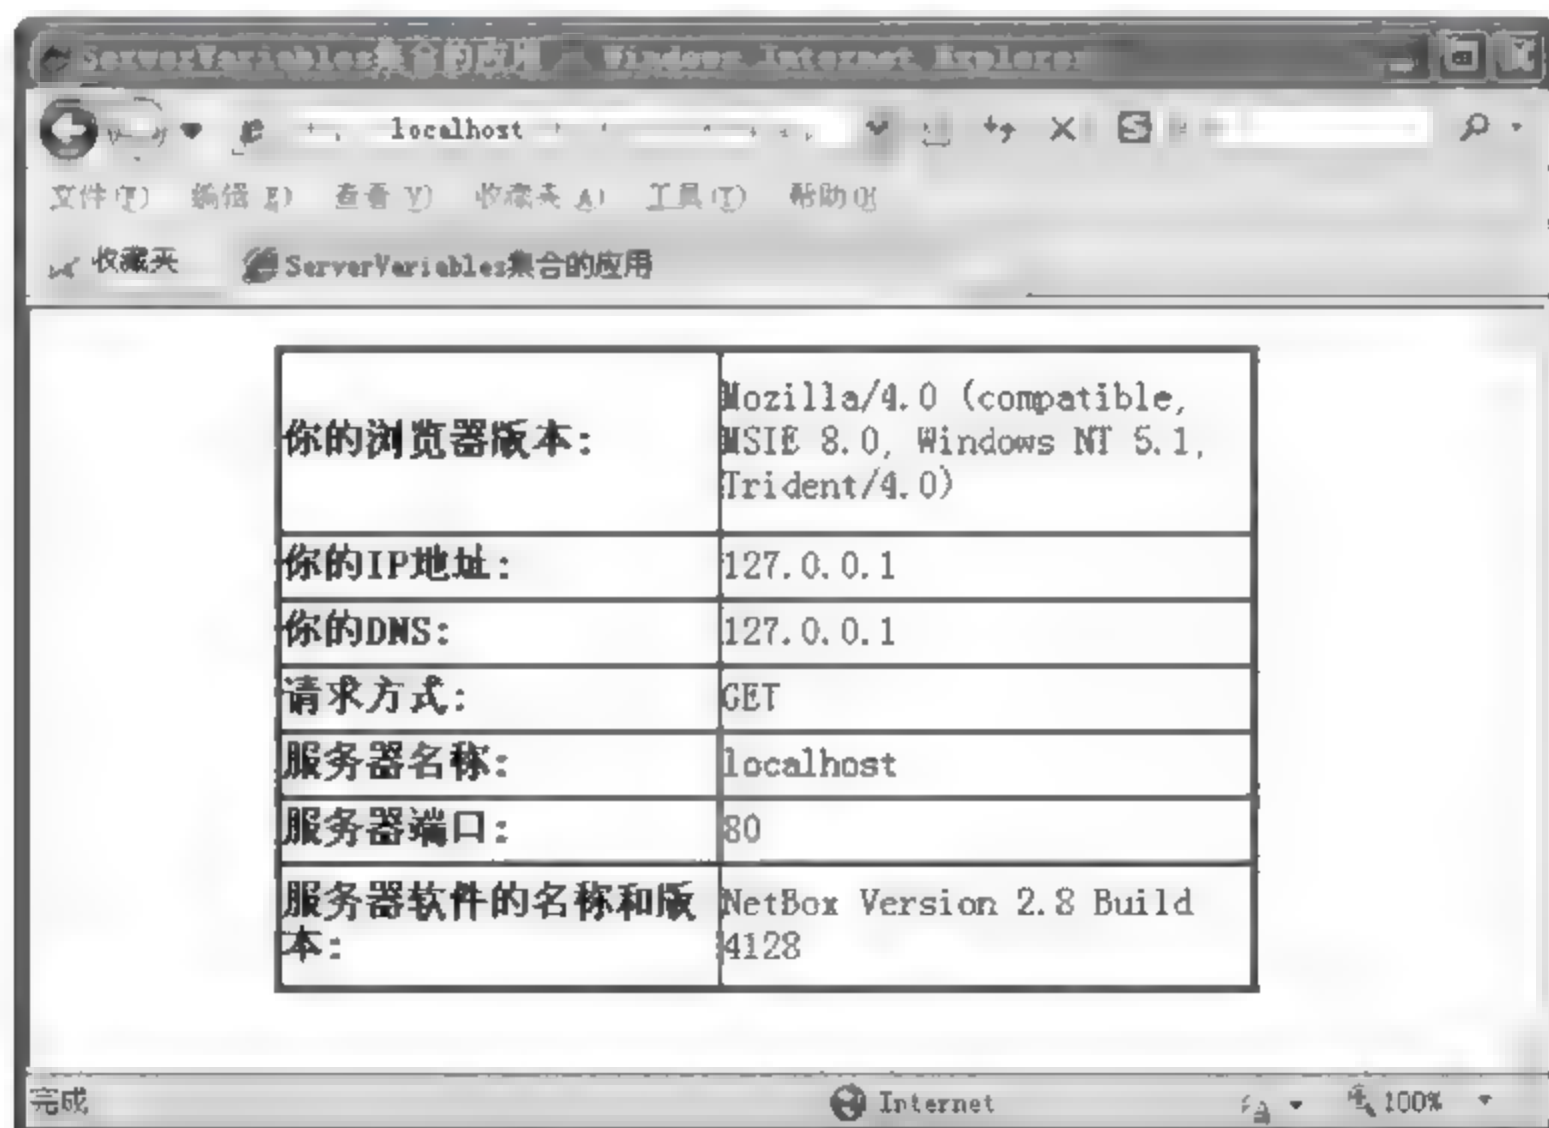 ServerVariables集合的应用 - Windows Internet Explorer
localhost
文件(F) 编辑(E) 查看(V) 收藏夹(A) 工具(T) 帮助(H)
收藏夹 ServerVariables集合的应用
你的浏览器版本:
Mozilla/4.0 (compatible,
MSIE 8.0, Windows NT 5.1,
Trident/4.0)
你的IP地址: 127.0.0.1
你的DNS: 127.0.0.1
请求方式: GET
服务器名称: localhost
服务器端口: 80
服务器软件的名称和版
本:
NetBox Version 2.8 Build
4128
完成 Internet 100%